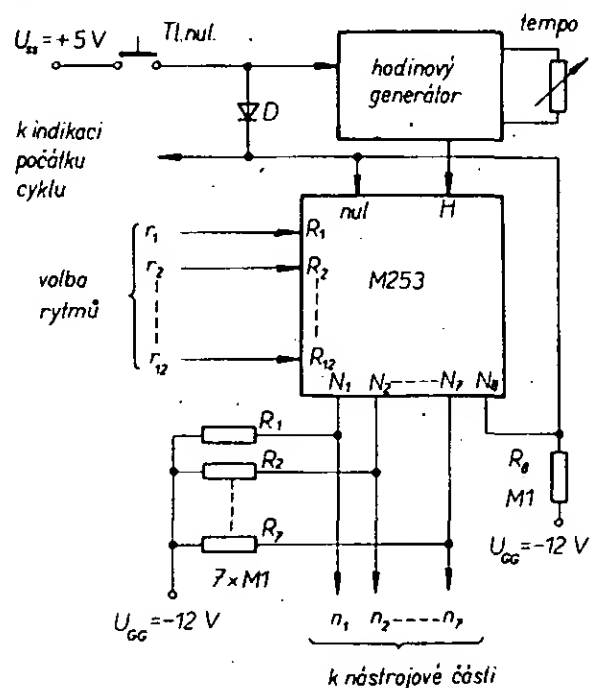 U_ss = +5 V
Tl. nul.
tempo
hodinový
generátor
D
k indikaci
počátku
cyklu
nul
H
r₁
R₁
r₂
R₂
volba
rytmů
M253
r₁₂
R₁₂
N₁ N₂ N₇ N₈
R₁
R₂
R₈
M1
R₇
7 × M1
U_GG = -12 V
U_GG = -12 V
n₁ n₂ n₇
k nástrojové části